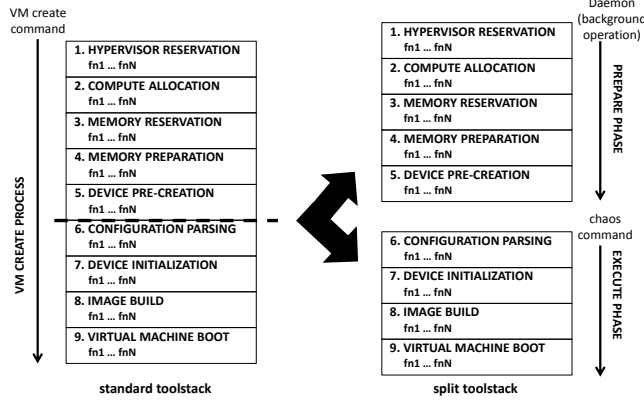 VM create
command
1. HYPERVISOR RESERVATION
fn1 ... fnN
2. COMPUTE ALLOCATION
fn1 ... fnN
3. MEMORY RESERVATION
fn1 ... fnN
4. MEMORY PREPARATION
fn1 ... fnN
5. DEVICE PRE-CREATION
fn1 ... fnN
6. CONFIGURATION PARSING
fn1 ... fnN
7. DEVICE INITIALIZATION
fn1 ... fnN
8. IMAGE BUILD
fn1 ... fnN
9. VIRTUAL MACHINE BOOT
fn1 ... fnN
VM CREATE PROCESS
standard toolstack
Daemon
(background
operation)
1. HYPERVISOR RESERVATION
fn1 ... fnN
2. COMPUTE ALLOCATION
fn1 ... fnN
3. MEMORY RESERVATION
fn1 ... fnN
4. MEMORY PREPARATION
fn1 ... fnN
5. DEVICE PRE-CREATION
fn1 ... fnN
PREPARE PHASE
chaos
command
6. CONFIGURATION PARSING
fn1 ... fnN
7. DEVICE INITIALIZATION
fn1 ... fnN
8. IMAGE BUILD
fn1 ... fnN
9. VIRTUAL MACHINE BOOT
fn1 ... fnN
EXECUTE PHASE
split toolstack